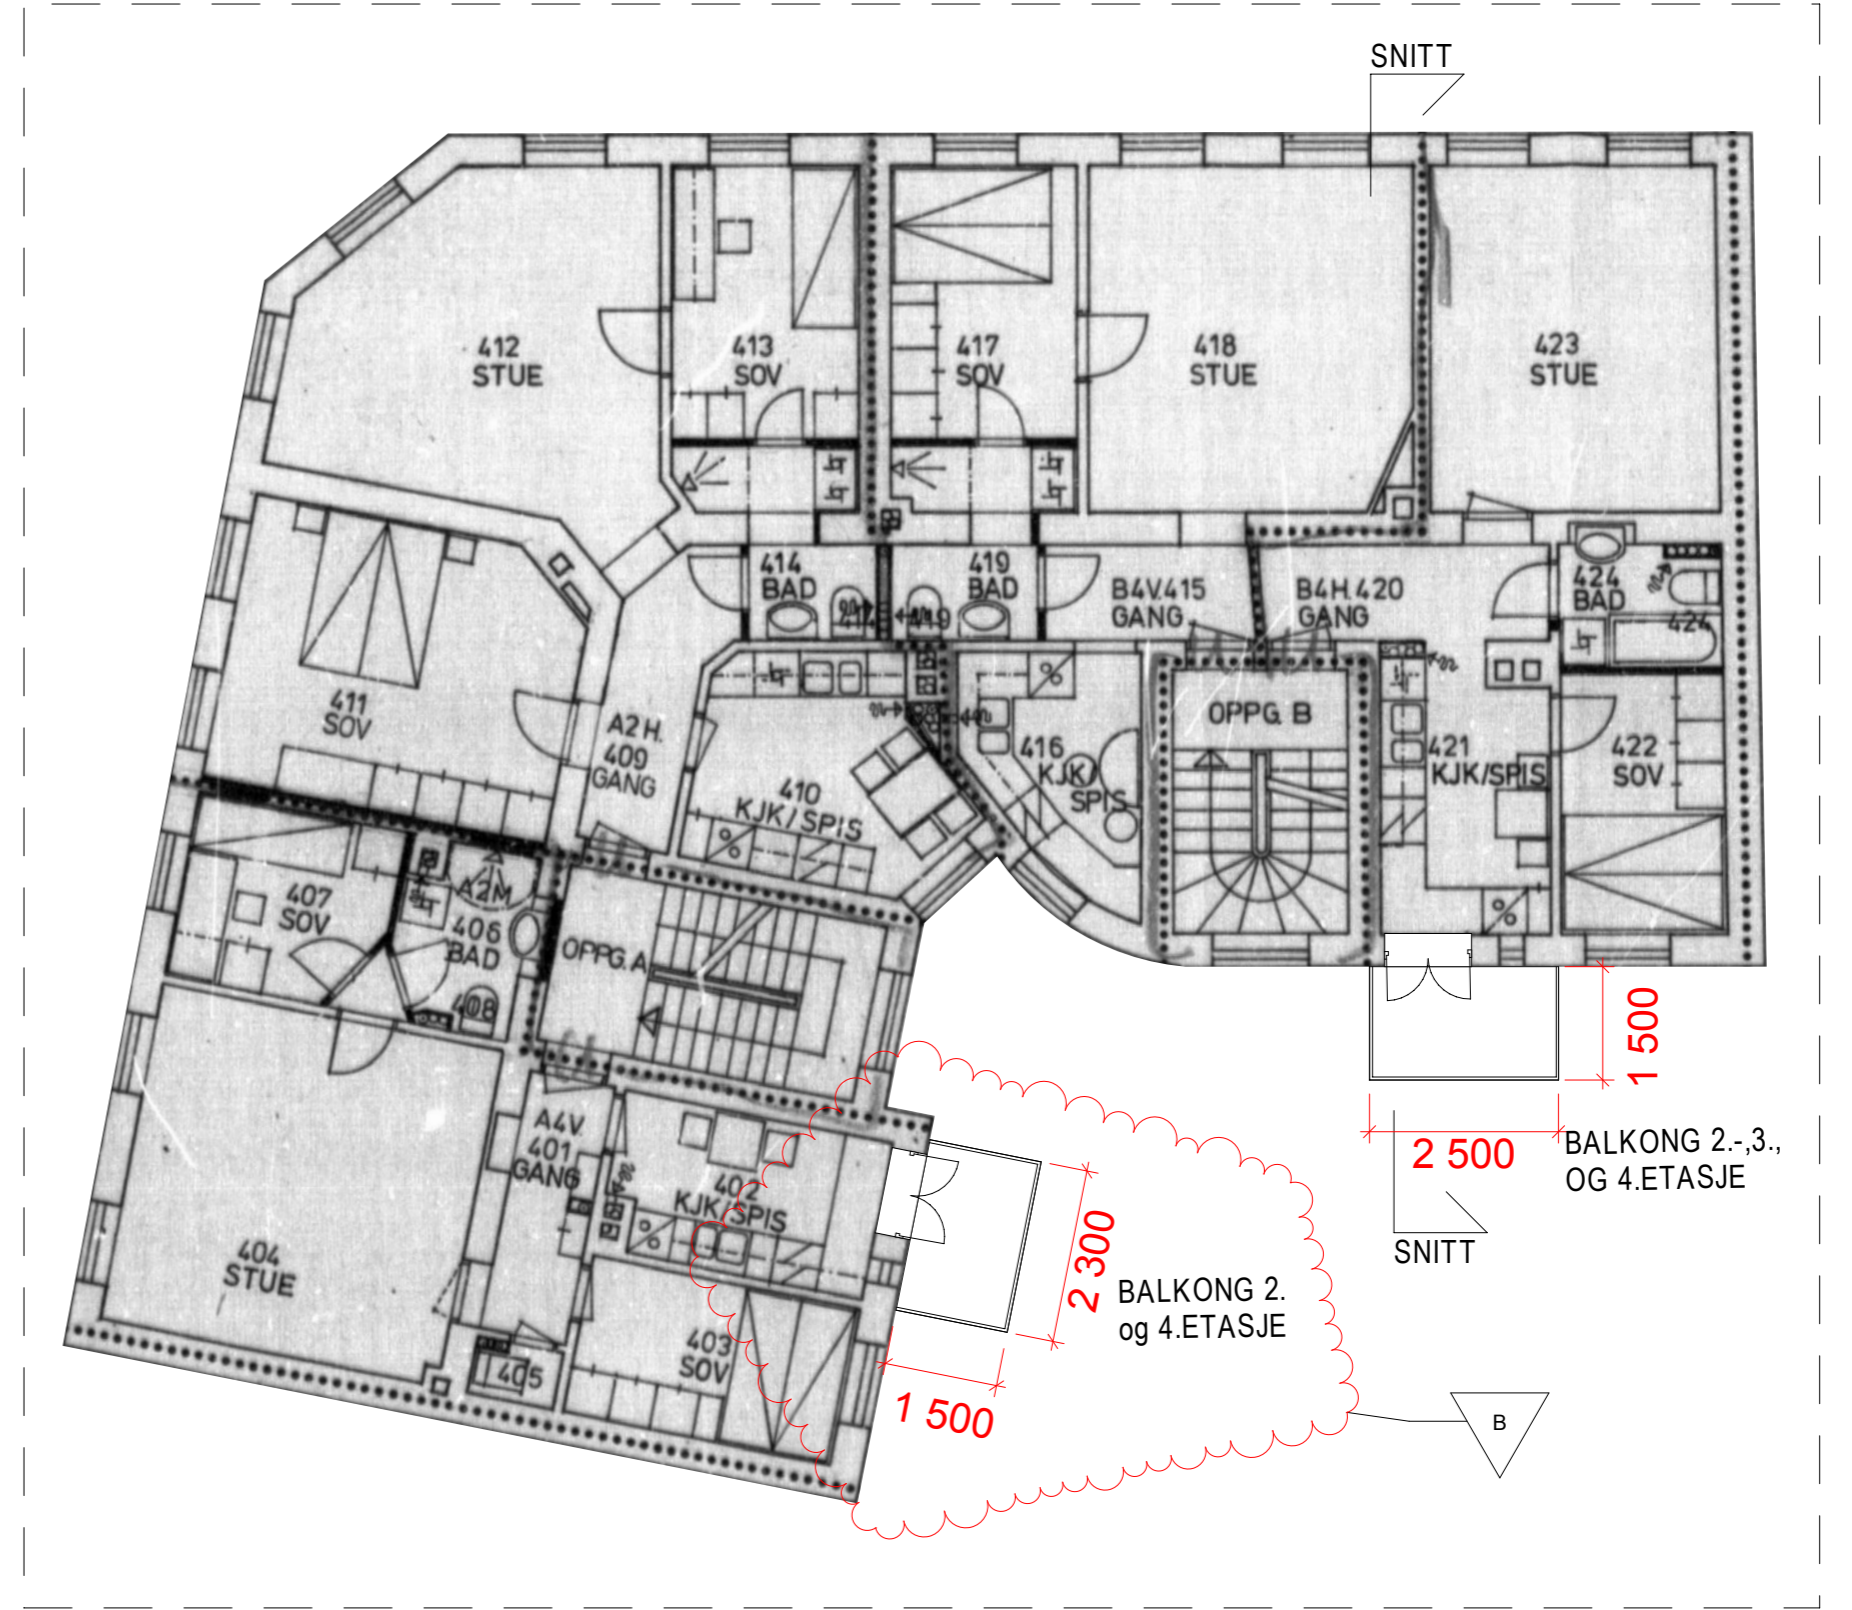 SNITT
412
STUE
413
SOV
417
SOV
418
STUE
423
STUE
414
BAD
419
BAD
B4V.415
GANG
B4H.420
GANG
424
BAD
424
411
SOV
A2H.
409
GANG
410
KJK/SPIS
416
KJK/
SPIS
OPPG. B
421
KJK/SPIS
422
SOV
407
SOV
A2M
406
BAD
408
OPPG. A
A4V.
401
GANG
402
KJK/SPIS
404
STUE
403
SOV
405
1 500
2 500
BALKONG 2.-,3.,
OG 4.ETASJE
SNITT
2 300
BALKONG 2.
og 4.ETASJE
1 500
B